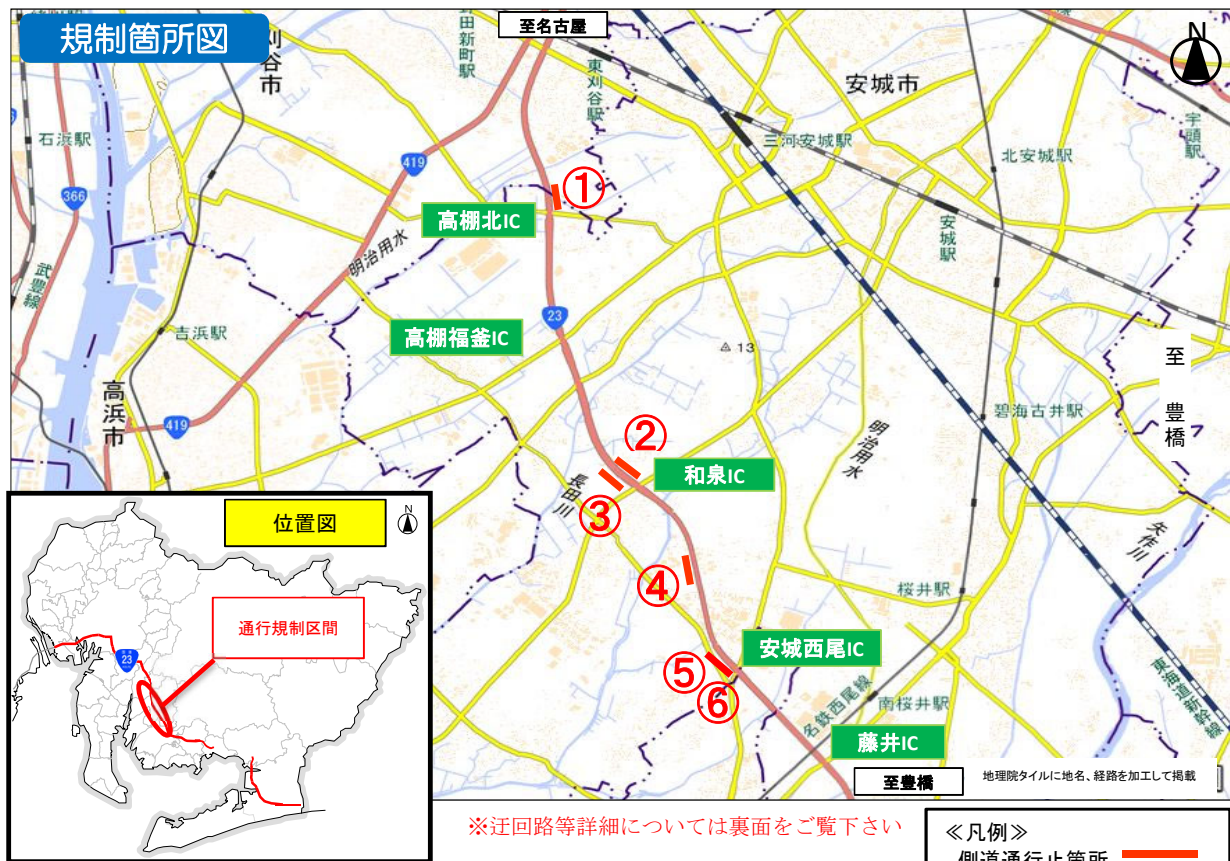 規制箇所図
至名古屋
N
刈谷市
野田新町駅
東刈谷駅
安城市
三河安城駅
北安城駅
宇頭駅
石浜駅
419
366
①
高棚北IC
安城駅
明治用水
武豊線
23
吉浜駅
高棚福釜IC
13
至豊橋
高浜市
419
碧海古井駅
明治用水
②
和泉IC
長田川
③
矢作川
④
桜井駅
安城西尾IC
⑤
⑥
名鉄西尾線
南桜井駅
東海道新幹線
藤井IC
至豊橋
地理院タイルに地名、経路を加工して掲載
位置図
N
通行規制区間
23
※迂回路等詳細については裏面をご覧下さい
≪凡例≫
側道通行止箇所